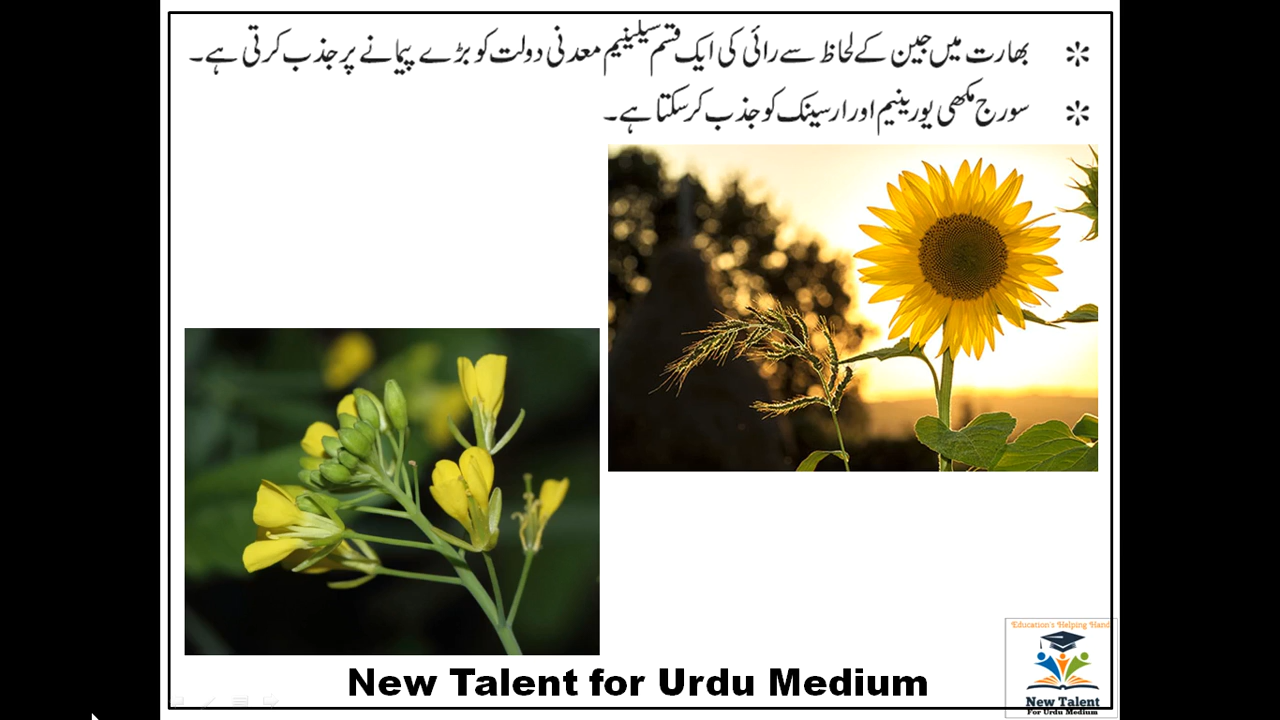 * بھارت میں جین کے لحاظ سے رائی کی ایک قسم سیلینیم معدنی دولت کو بڑے پیمانے پر جذب کرتی ہے۔
* سورج مکھی یورینیم اور ارسینک کو جذب کر سکتا ہے۔
New Talent for Urdu Medium
Education's Helping Hand
New Talent
For Urdu Medium